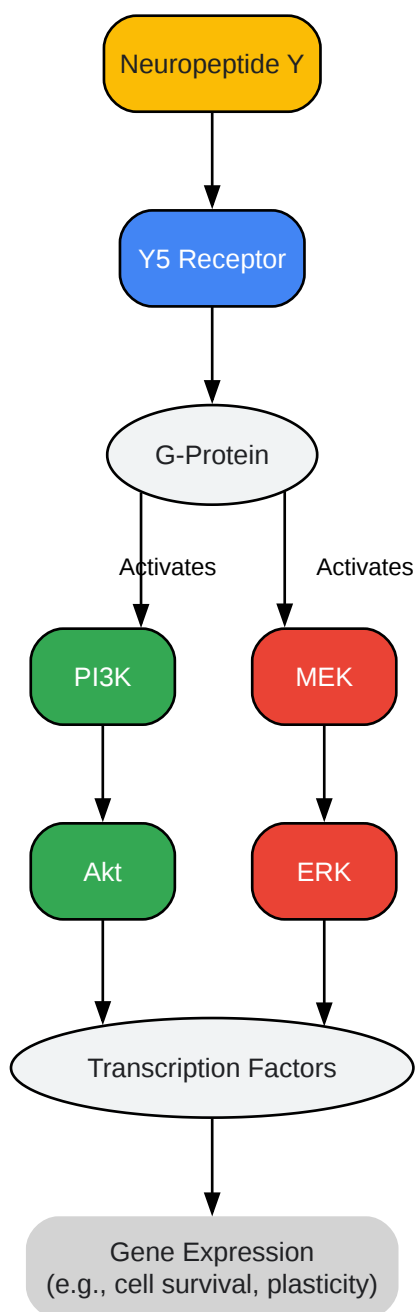 Neuropeptide Y
Y5 Receptor
G-Protein
Activates
Activates
PI3K
MEK
Akt
ERK
Transcription Factors
Gene Expression
(e.g., cell survival, plasticity)